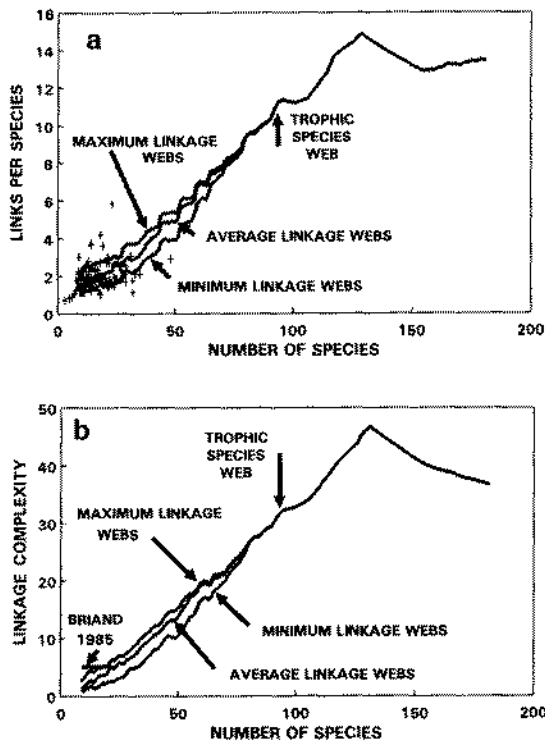 a
16
14
12
10
8
6
4
2
0
LINKS PER SPECIES
MAXIMUM LINKAGE
WEBS
TROPHIC
SPECIES
WEB
AVERAGE LINKAGE WEBS
MINIMUM LINKAGE WEBS
0 50 100 150 200
NUMBER OF SPECIES
b
50
40
30
20
10
0
LINKAGE COMPLEXITY
TROPHIC
SPECIES
WEB
MAXIMUM LINKAGE
WEBS
BRIAND
1985
MINIMUM LINKAGE WEBS
AVERAGE LINKAGE WEBS
0 50 100 150 200
NUMBER OF SPECIES